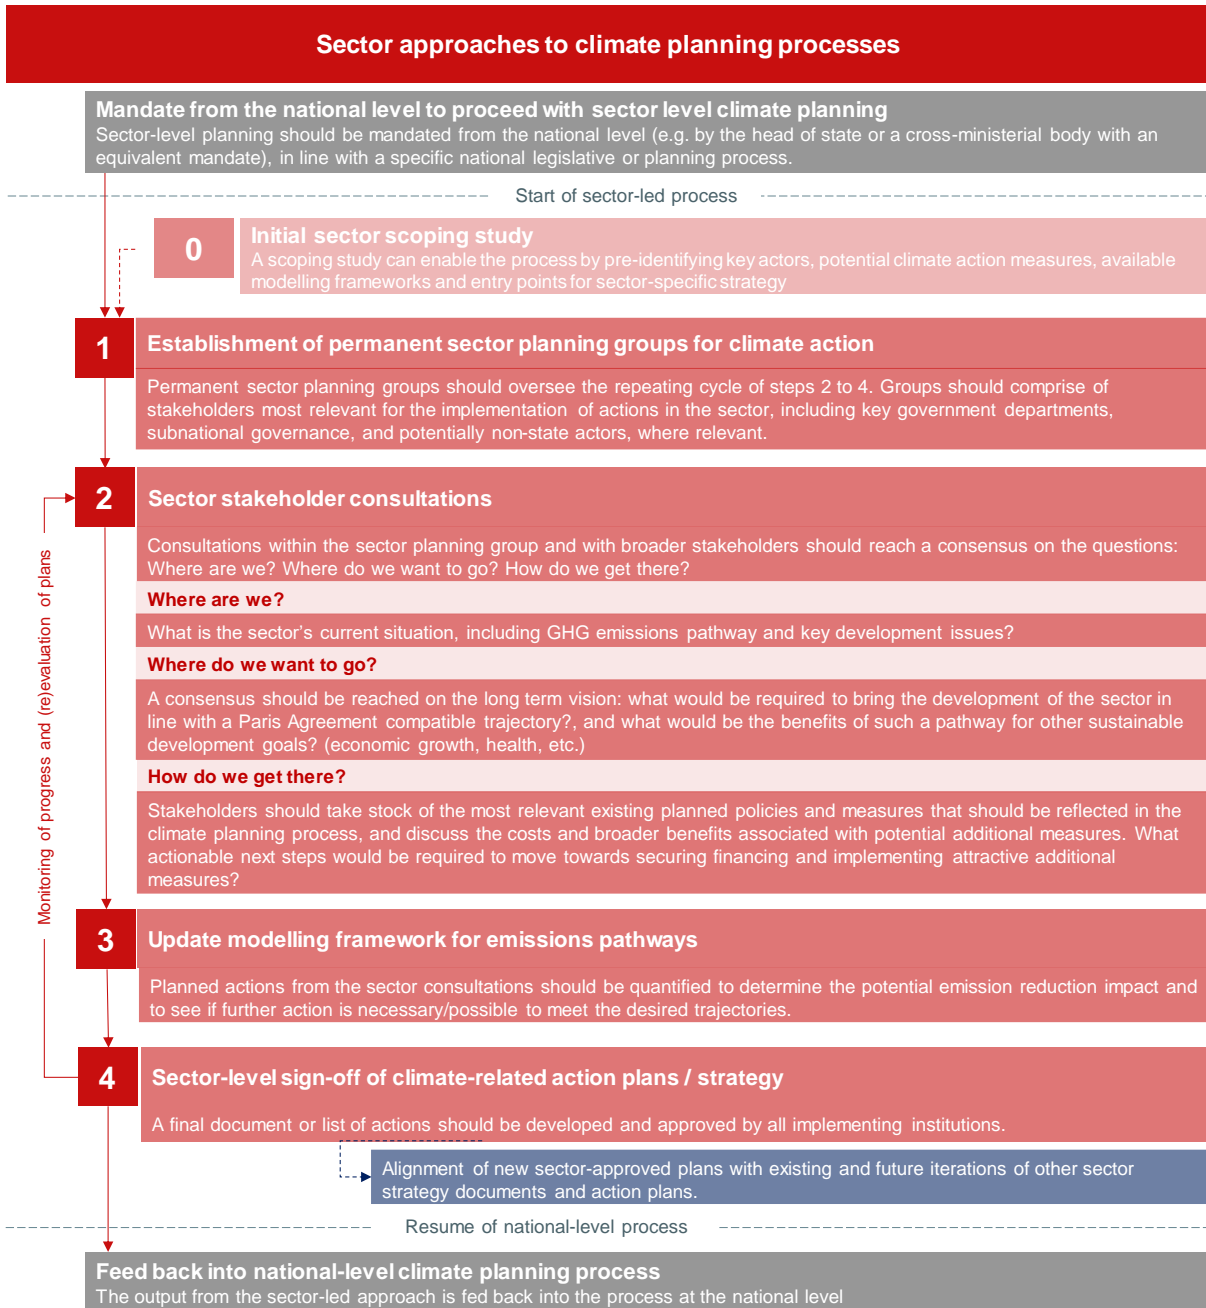 Sector approaches to climate planning processes
Mandate from the national level to proceed with sector level climate planning
Sector-level planning should be mandated from the national level (e.g. by the head of state or a cross-ministerial body with an
equivalent mandate), in line with a specific national legislative or planning process.
Start of sector-led process
0
Initial sector scoping study
A scoping study can enable the process by pre-identifying key actors, potential climate action measures, available
modelling frameworks and entry points for sector-specific strategy
1
Establishment of permanent sector planning groups for climate action
Permanent sector planning groups should oversee the repeating cycle of steps 2 to 4. Groups should comprise of
stakeholders most relevant for the implementation of actions in the sector, including key government departments,
subnational governance, and potentially non-state actors, where relevant.
2
Sector stakeholder consultations
Consultations within the sector planning group and with broader stakeholders should reach a consensus on the questions:
Where are we? Where do we want to go? How do we get there?
Where are we?
What is the sector's current situation, including GHG emissions pathway and key development issues?
Where do we want to go?
A consensus should be reached on the long term vision: what would be required to bring the development of the sector in
line with a Paris Agreement compatible trajectory?, and what would be the benefits of such a pathway for other sustainable
development goals? (economic growth, health, etc.)
How do we get there?
Stakeholders should take stock of the most relevant existing planned policies and measures that should be reflected in the
climate planning process, and discuss the costs and broader benefits associated with potential additional measures. What
actionable next steps would be required to move towards securing financing and implementing attractive additional
measures?
Monitoring of progress and (re)evaluation of plans
3
Update modelling framework for emissions pathways
Planned actions from the sector consultations should be quantified to determine the potential emission reduction impact and
to see if further action is necessary/possible to meet the desired trajectories.
4
Sector-level sign-off of climate-related action plans / strategy
A final document or list of actions should be developed and approved by all implementing institutions.
Alignment of new sector-approved plans with existing and future iterations of other sector
strategy documents and action plans.
Resume of national-level process
Feed back into national-level climate planning process
The output from the sector-led approach is fed back into the process at the national level